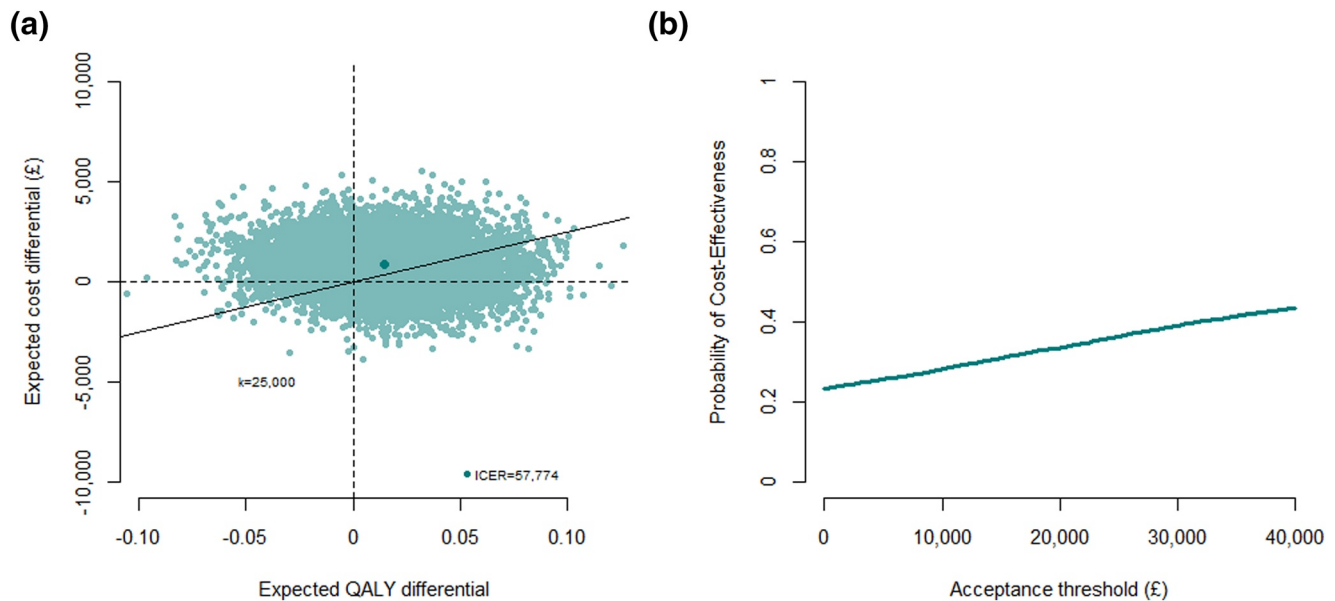 (a)
Expected cost differential (£)
10,000
5,000
0
-5,000
-10,000
k=25,000
ICER=57,774
-0.10
-0.05
0
0.05
0.10
Expected QALY differential
(b)
Probability of Cost-Effectiveness
1
0.8
0.6
0.4
0.2
0
0
10,000
20,000
30,000
40,000
Acceptance threshold (£)